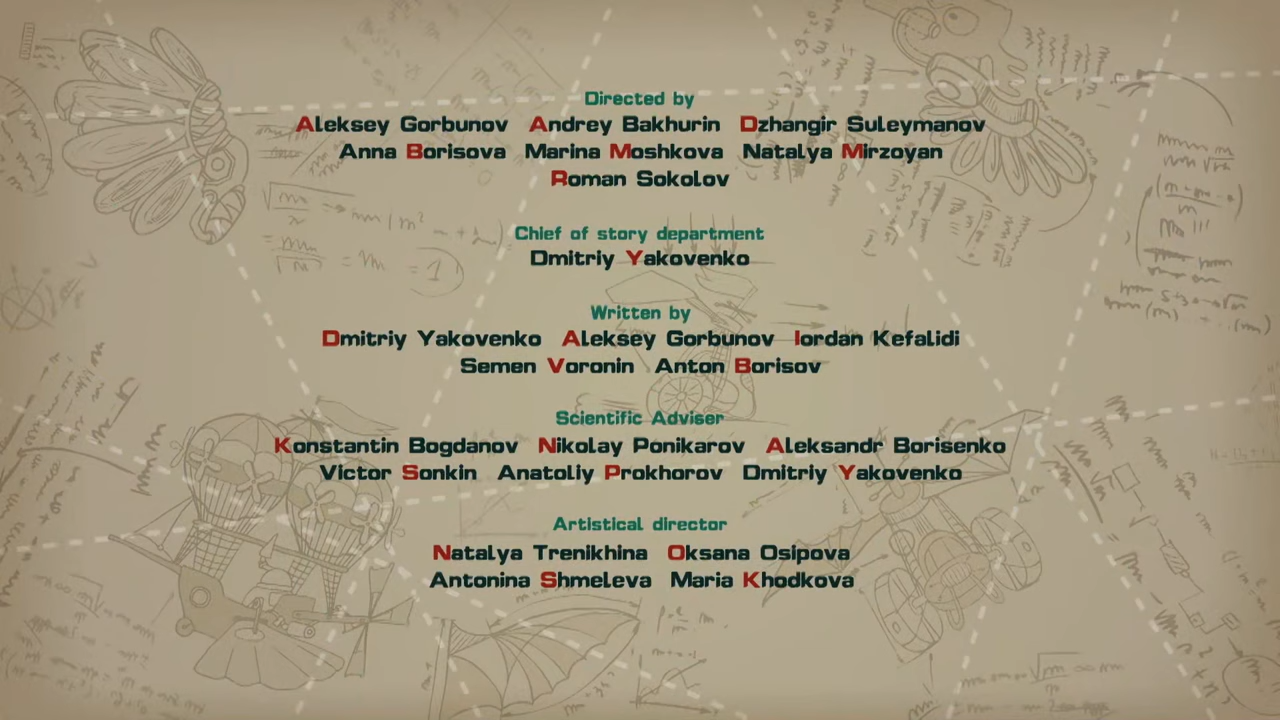 Directed by
Aleksey Gorbunov Andrey Bakhurin Dzhangir Suleymanov
Anna Borisova Marina Moshkova Natalya Mirzoyan
Roman Sokolov
Chief of story department
Dmitriy Yakovenko
Written by
Dmitriy Yakovenko Aleksey Gorbunov Iordan Kefalidi
Semen Voronin Anton Borisov
Scientific Adviser
Konstantin Bogdanov Nikolay Ponikarov Aleksandr Borisenko
Victor Sonkin Anatoliy Prokhorov Dmitriy Yakovenko
Artistical director
Natalya Trenikhina Oksana Osipova
Antonina Shmeleva Maria Khodkova